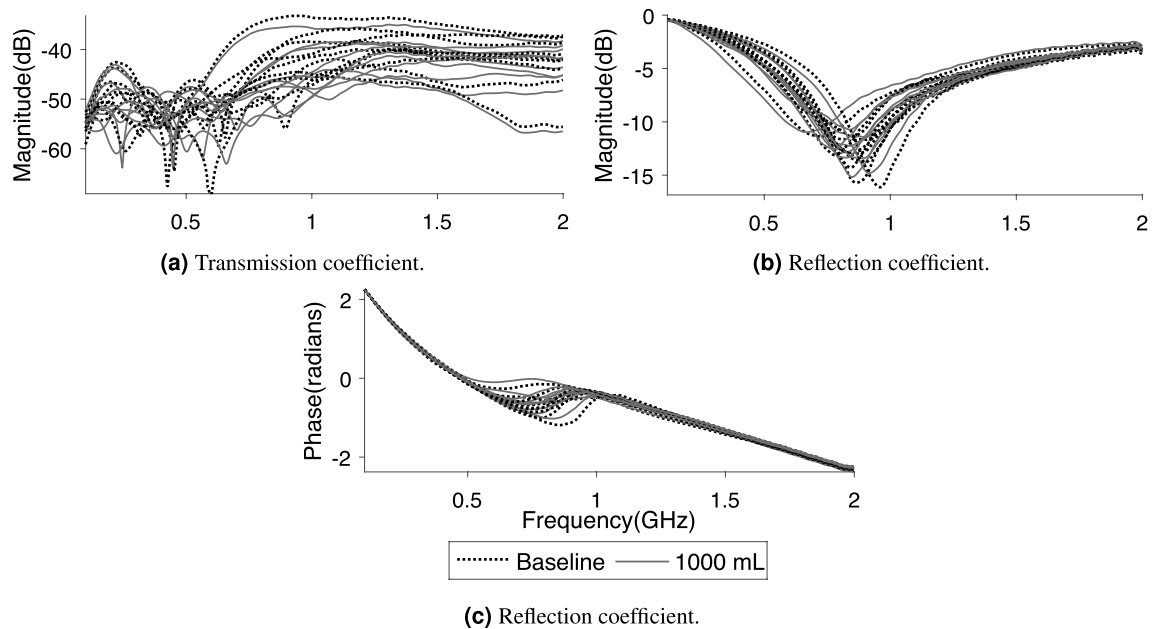 Magnitude(dB)
-40
-50
-60
0.5
1
1.5
2
(a) Transmission coefficient.
Magnitude(dB)
0
-5
-10
-15
0.5
1
1.5
2
(b) Reflection coefficient.
Phase(radians)
2
0
-2
0.5
1
1.5
2
Frequency(GHz)
Baseline 1000 mL
(c) Reflection coefficient.